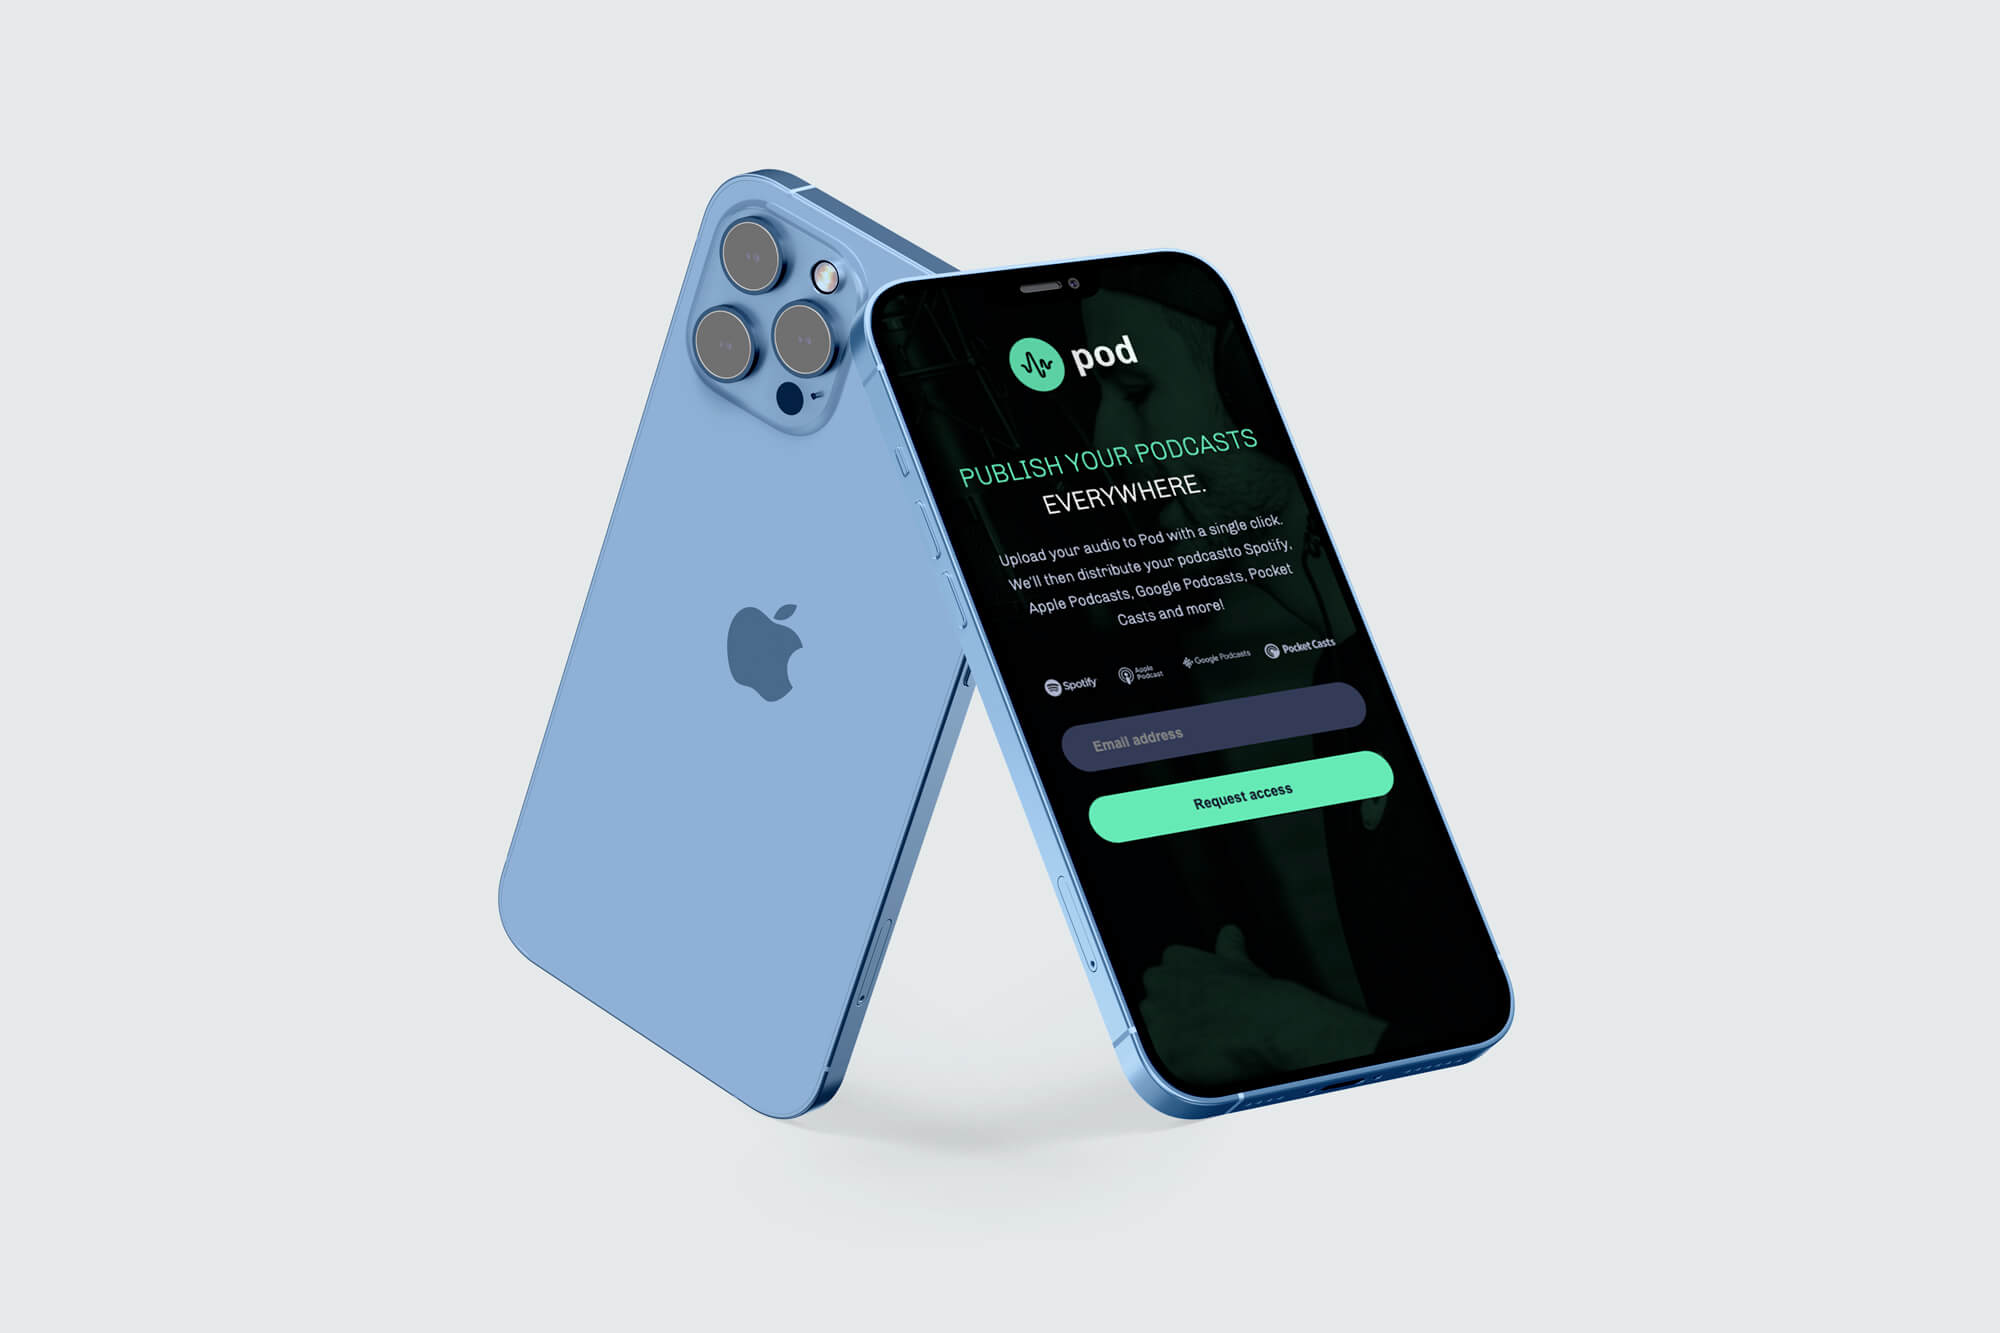 pod
PUBLISH YOUR PODCASTS
EVERYWHERE.
Upload your audio to Pod with a single click.
We'll then distribute your podcastto Spotify,
Apple Podcasts, Google Podcasts, Pocket
Casts and more!
Spotify
Apple
Podcast
Google Podcasts
Pocket Casts
Email address
Request access